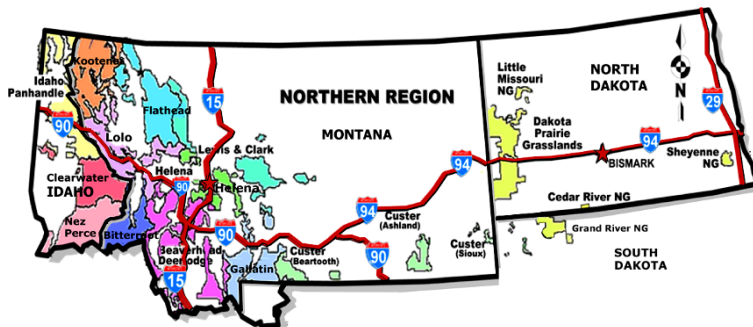 Kootenai
Idaho
Panhandle
90
Lolo
Flathead
15
NORTHERN REGION
MONTANA
Lewis & Clark
Helena
90
Helena
Clearwater
IDAHO
Nez
Perce
Bitterroot
Beaverhead
Deerlodge
15
90
Gallatin
Custer
(Beartooth)
94
Custer
(Ashland)
90
94
Custer
(Sioux)
Little
Missouri
NG
NORTH
DAKOTA
N
29
Dakota
Prairie
Grasslands
94
BISMARK
Sheyenne
NG
Cedar River NG
Grand River NG
SOUTH
DAKOTA